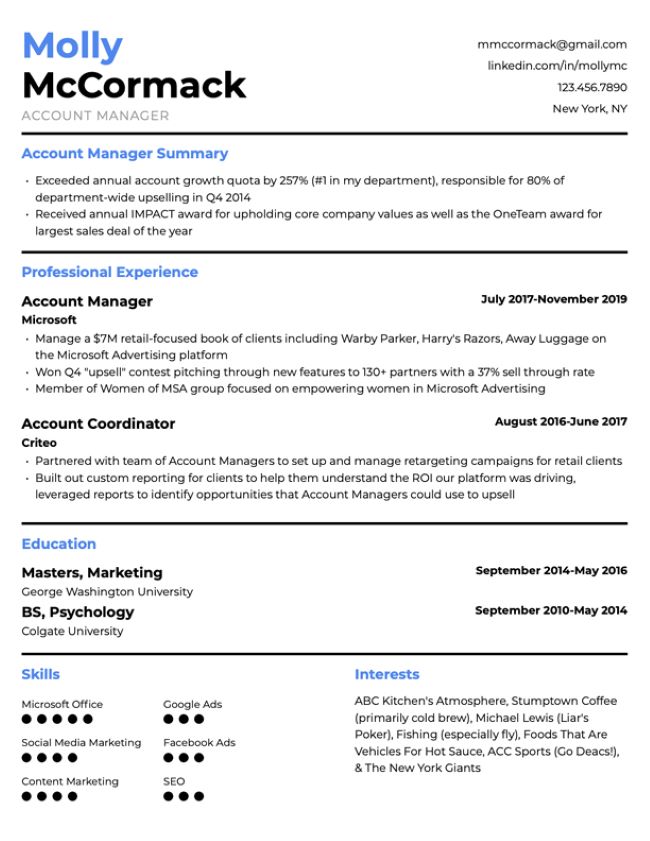 Molly
McCormack
ACCOUNT MANAGER
mmccormack@gmail.com
linkedin.com/in/mollymc
123.456.7890
New York, NY
Account Manager Summary
• Exceeded annual account growth quota by 257% (#1 in my department), responsible for 80% of
department-wide upselling in Q4 2014
• Received annual IMPACT award for upholding core company values as well as the OneTeam award for
largest sales deal of the year
Professional Experience
Account Manager July 2017-November 2019
Microsoft
• Manage a $7M retail-focused book of clients including Warby Parker, Harry's Razors, Away Luggage on
the Microsoft Advertising platform
• Won Q4 "upsell" contest pitching through new features to 130+ partners with a 37% sell through rate
• Member of Women of MSA group focused on empowering women in Microsoft Advertising
Account Coordinator August 2016-June 2017
Criteo
• Partnered with team of Account Managers to set up and manage retargeting campaigns for retail clients
• Built out custom reporting for clients to help them understand the ROI our platform was driving,
leveraged reports to identify opportunities that Account Managers could use to upsell
Education
Masters, Marketing September 2014-May 2016
George Washington University
BS, Psychology September 2010-May 2014
Colgate University
Skills
Microsoft Office Google Ads
Social Media Marketing Facebook Ads
Content Marketing SEO
Interests
ABC Kitchen's Atmosphere, Stumptown Coffee
(primarily cold brew), Michael Lewis (Liar's
Poker), Fishing (especially fly), Foods That Are
Vehicles For Hot Sauce, ACC Sports (Go Deacs!),
& The New York Giants